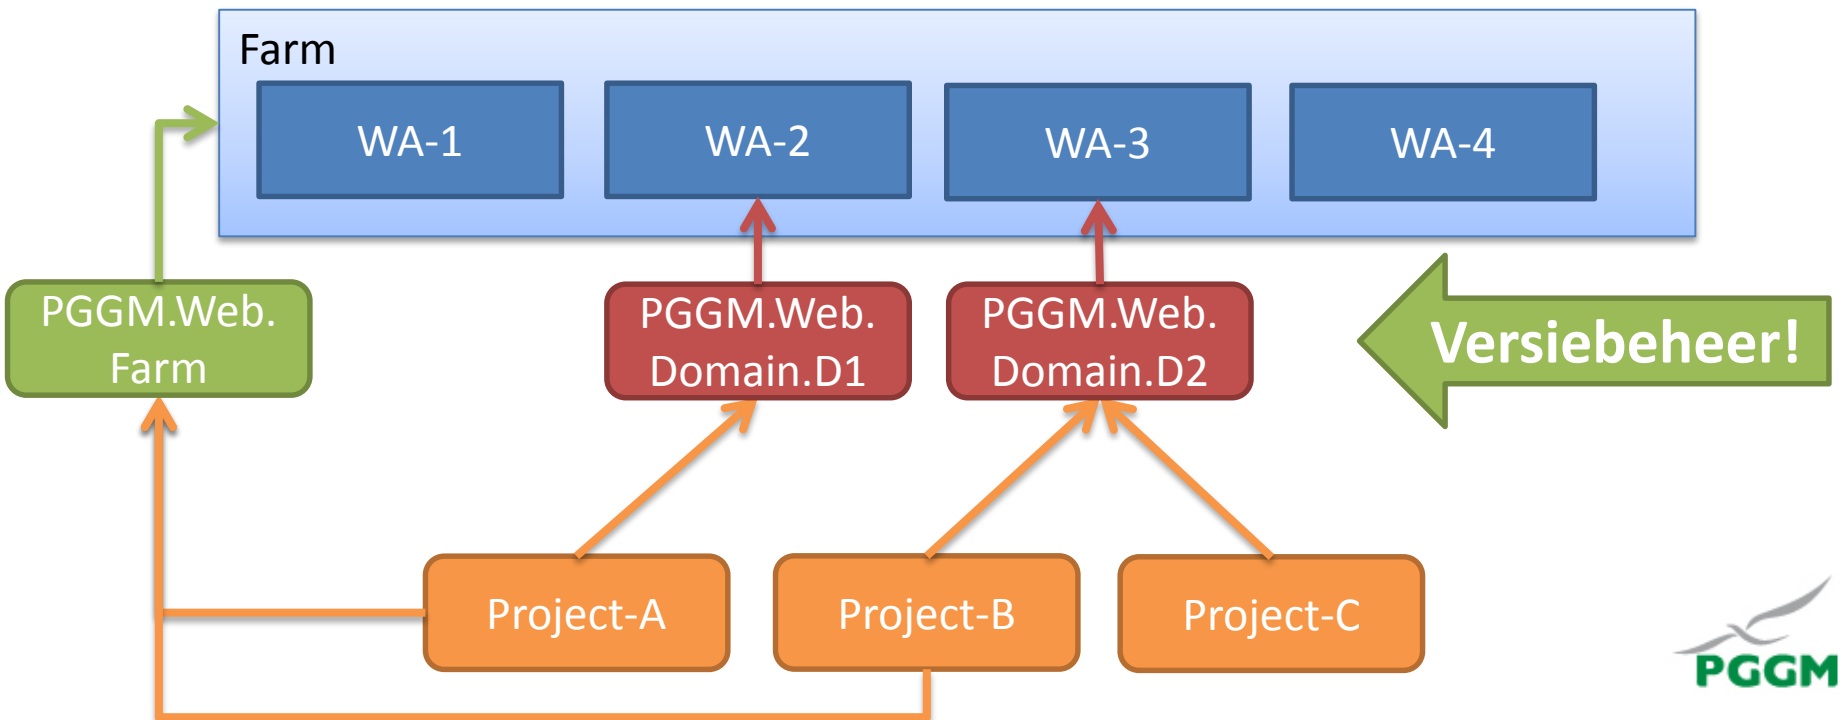 Farm
WA-1
WA-2
WA-3
WA-4
PGGM.Web.
Farm
PGGM.Web.
Domain.D1
PGGM.Web.
Domain.D2
Versiebeheer!
Project-A
Project-B
Project-C
PGGM